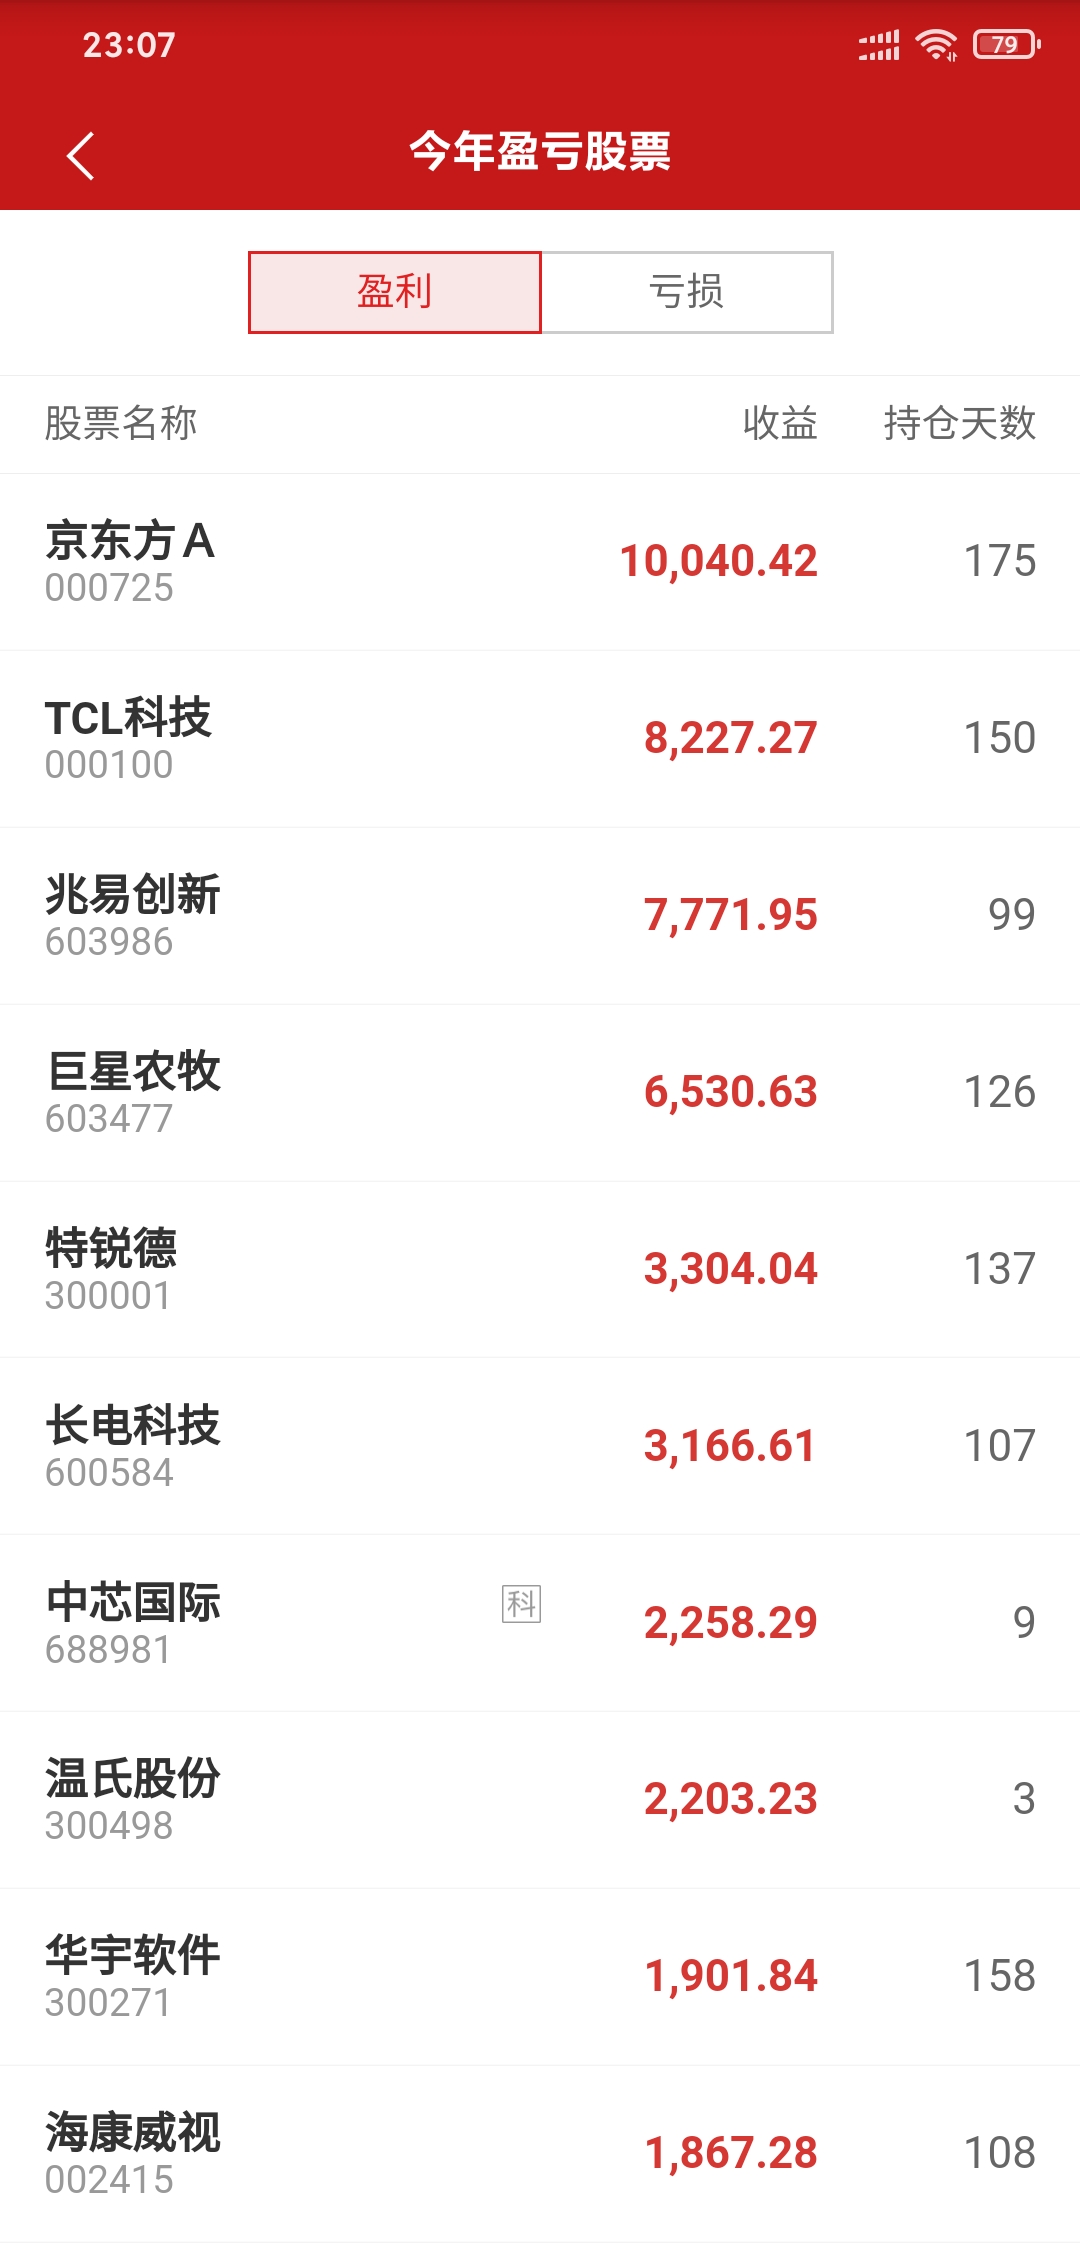 23:07 79
今年盈亏股票
盈利 亏损
股票名称 收益 持仓天数
京东方Ａ 10,040.42 175
000725
TCL科技 8,227.27 150
000100
兆易创新 7,771.95 99
603986
巨星农牧 6,530.63 126
603477
特锐德 3,304.04 137
300001
长电科技 3,166.61 107
600584
中芯国际 科 2,258.29 9
688981
温氏股份 2,203.23 3
300498
华宇软件 1,901.84 158
300271
海康威视 1,867.28 108
002415